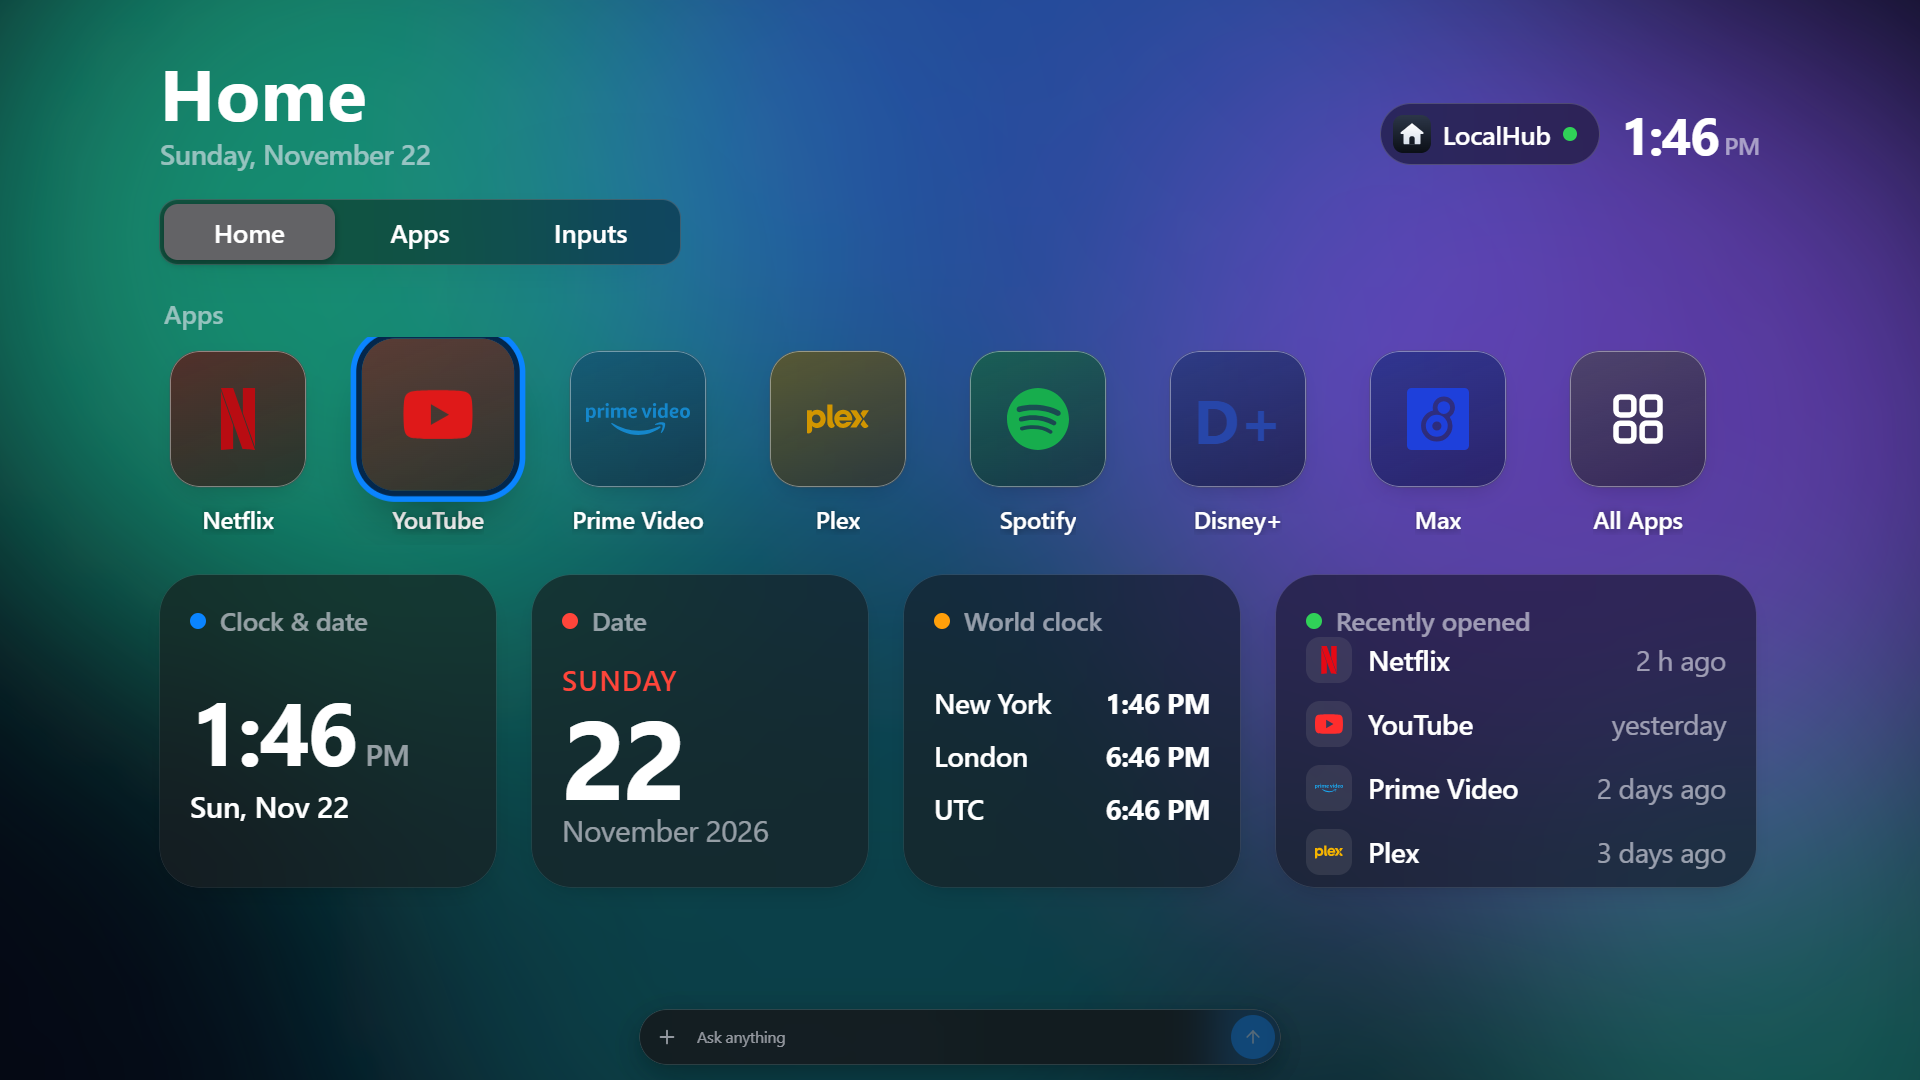 Home
Sunday, November 22
LocalHub
1:46 PM
Home
Apps
Inputs
Apps
prime video
plex
D+
Netflix
YouTube
Prime Video
Plex
Spotify
Disney+
Max
All Apps
Clock & date
1:46 PM
Sun, Nov 22
Date
SUNDAY
22
November 2026
World clock
New York 1:46 PM
London 6:46 PM
UTC 6:46 PM
Recently opened
Netflix 2 h ago
YouTube yesterday
prime video Prime Video 2 days ago
plex Plex 3 days ago
Ask anything